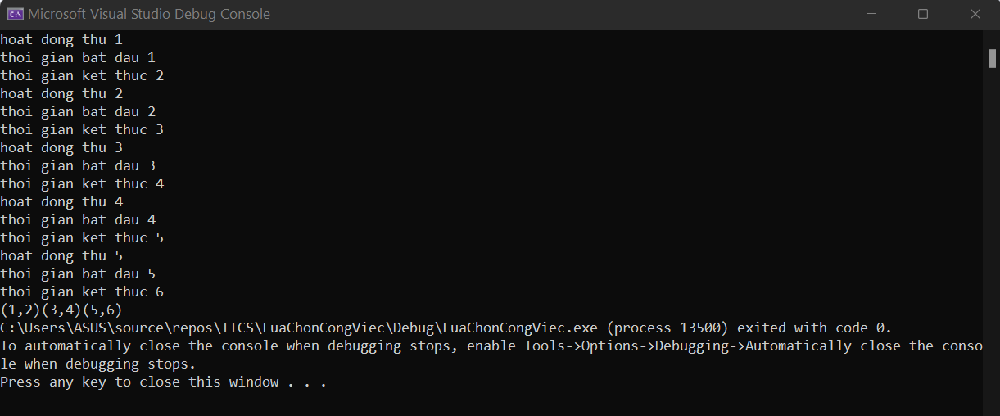 Microsoft Visual Studio Debug Console
hoat dong thu 1
thoi gian bat dau 1
thoi gian ket thuc 2
hoat dong thu 2
thoi gian bat dau 2
thoi gian ket thuc 3
hoat dong thu 3
thoi gian bat dau 3
thoi gian ket thuc 4
hoat dong thu 4
thoi gian bat dau 4
thoi gian ket thuc 5
hoat dong thu 5
thoi gian bat dau 5
thoi gian ket thuc 6
(1,2)(3,4)(5,6)
C:\Users\ASUS\source\repos\TTCS\LuaChonCongViec\Debug\LuaChonCongViec.exe (process 13500) exited with code 0.
To automatically close the console when debugging stops, enable Tools->Options->Debugging->Automatically close the conso
le when debugging stops.
Press any key to close this window . . .